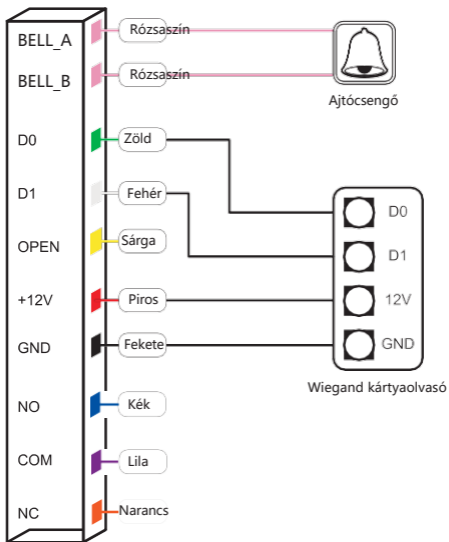 BELL_A
Rózsaszín
BELL_B
Rózsaszín
Ajtócsengő
D0
Zöld
D1
Fehér
OPEN
Sárga
+12V
Piros
GND
Fekete
NO
Kék
COM
Lila
NC
Narancs
D0
D1
12V
GND
Wiegand kártyaolvasó